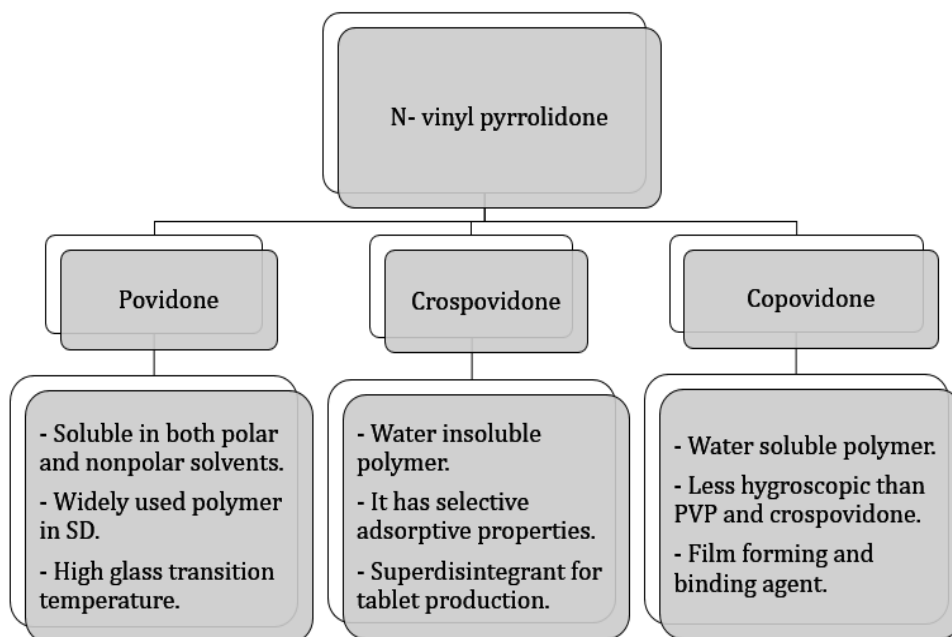 N- vinyl pyrrolidone
Povidone
Crospovidone
Copovidone
- Soluble in both polar
and nonpolar solvents.
- Widely used polymer
in SD.
- High glass transition
temperature.
- Water insoluble
polymer.
- It has selective
adsorptive properties.
- Superdisintegrant for
tablet production.
- Water soluble polymer.
- Less hygroscopic than
PVP and crospovidone.
- Film forming and
binding agent.